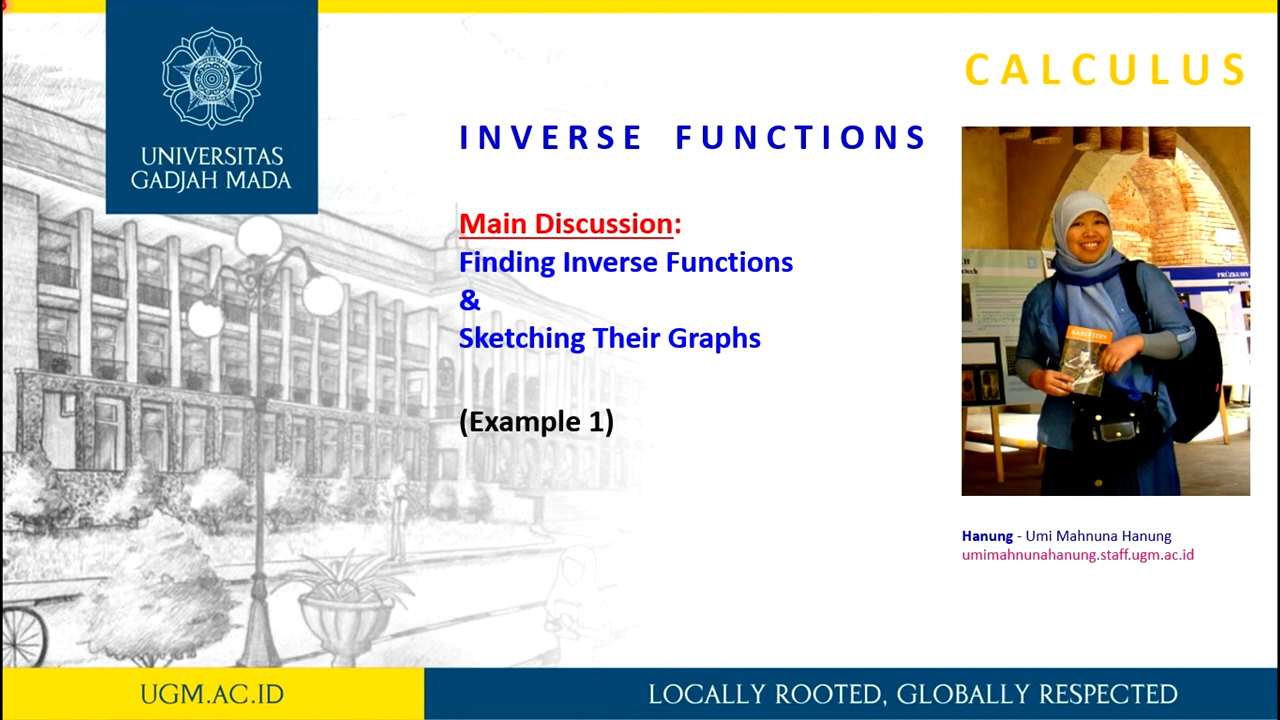 UNIVERSITAS
GADJAH MADA
CALCULUS
INVERSE FUNCTIONS
Main Discussion:
Finding Inverse Functions
&
Sketching Their Graphs
(Example 1)
Hanung - Umi Mahnuna Hanung
umimahnunahanung.staff.ugm.ac.id
UGM.AC.ID
LOCALLY ROOTED, GLOBALLY RESPECTED